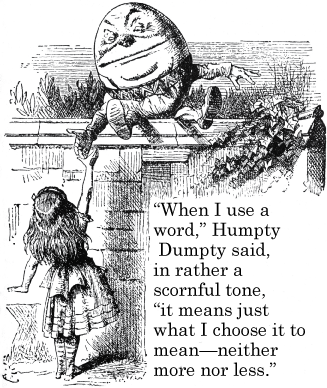 “When I use a
word,” Humpty
Dumpty said,
in rather a
scornful tone,
“it means just
what I choose it to
mean—neither
more nor less.”